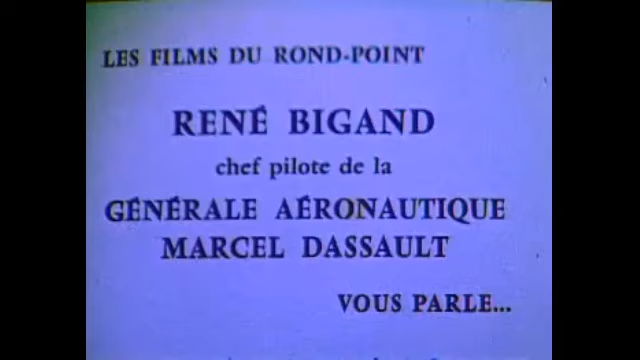 LES FILMS DU ROND-POINT
RENÉ BIGAND
chef pilote de la
GÉNÉRALE AÉRONAUTIQUE
MARCEL DASSAULT
VOUS PARLE...